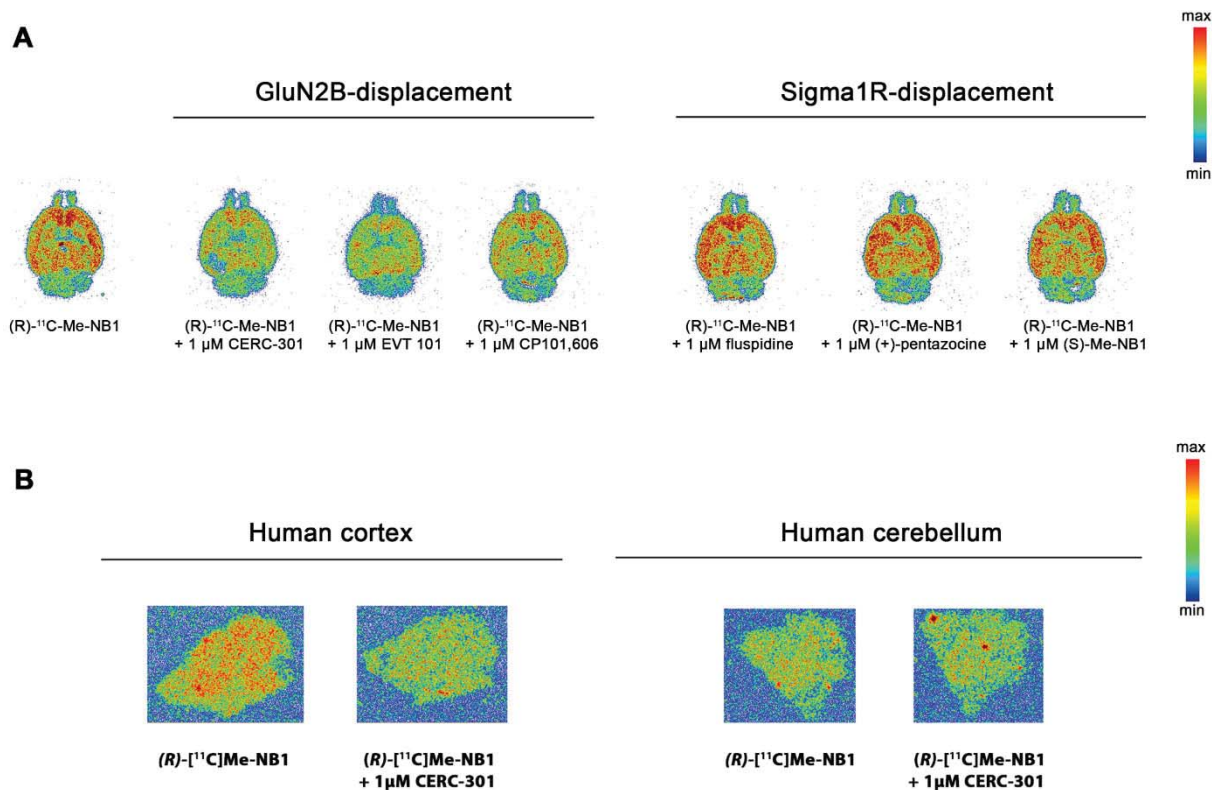 A
max
min
GluN2B-displacement
Sigma1R-displacement
(R)-¹¹C-Me-NB1
(R)-¹¹C-Me-NB1
+ 1 µM CERC-301
(R)-¹¹C-Me-NB1
+ 1 µM EVT 101
(R)-¹¹C-Me-NB1
+ 1 µM CP101,606
(R)-¹¹C-Me-NB1
+ 1 µM fluspidine
(R)-¹¹C-Me-NB1
+ 1 µM (+)-pentazocine
(R)-¹¹C-Me-NB1
+ 1 µM (S)-Me-NB1
B
max
min
Human cortex
Human cerebellum
(R)-[¹¹C]Me-NB1
(R)-[¹¹C]Me-NB1
+ 1µM CERC-301
(R)-[¹¹C]Me-NB1
(R)-[¹¹C]Me-NB1
+ 1µM CERC-301